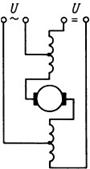 U ~ U =